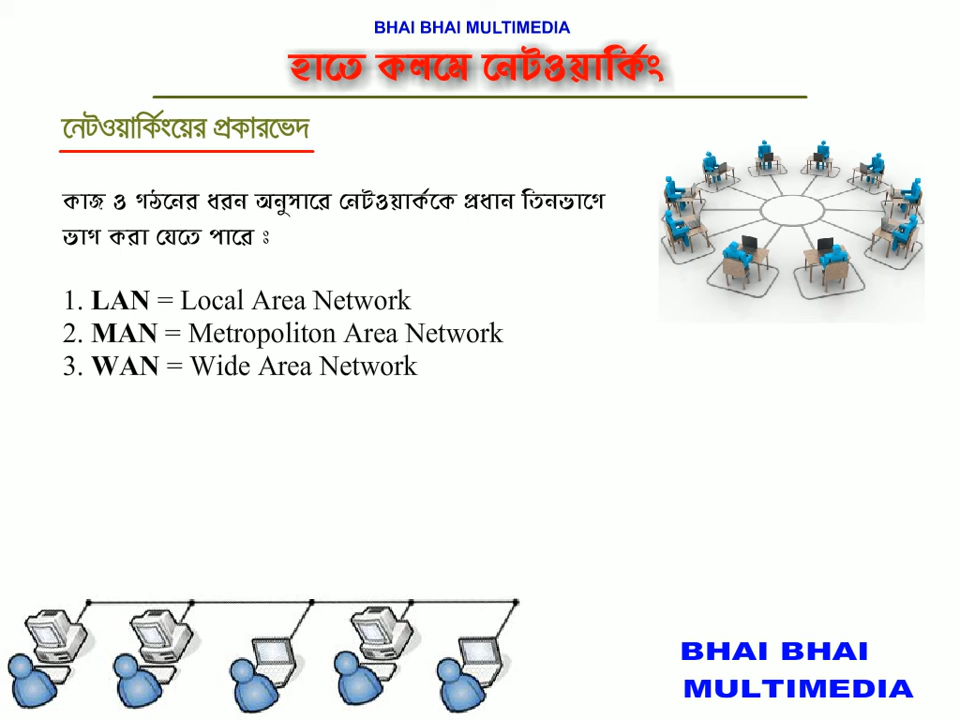 BHAI BHAI MULTIMEDIA
হাতে কলমে নেটওয়ার্কিং
নেটওয়ার্কিংয়ের প্রকারভেদ
কাজ ও গঠনের ধরন অনুসারে নেটওয়ার্ককে প্রধান তিনভাগে
ভাগ করা যেতে পারে ঃ
1. LAN = Local Area Network
2. MAN = Metropoliton Area Network
3. WAN = Wide Area Network
BHAI BHAI
MULTIMEDIA